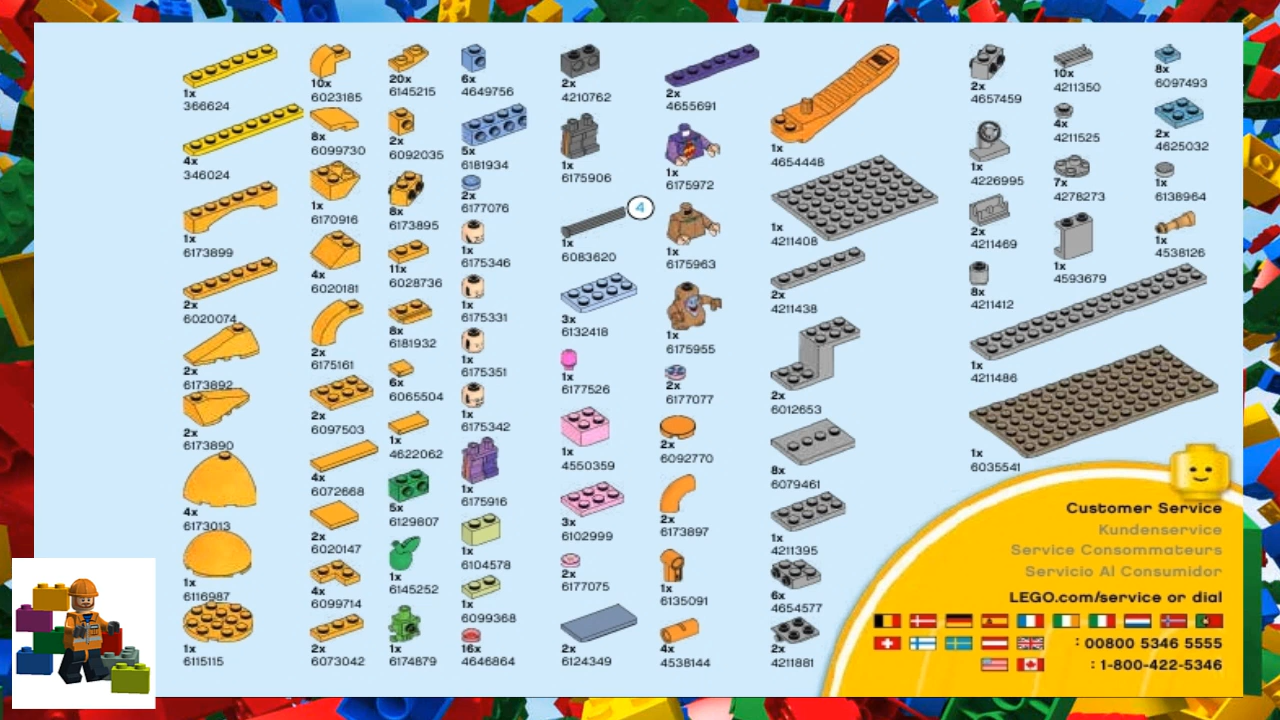 1x
366624
4x
346024
1x
6173899
2x
6020074
2x
6173892
2x
6173890
4x
6173013
1x
6116987
1x
6115115
10x
6023185
8x
6099730
1x
6170916
4x
6020181
2x
6175161
2x
6097503
4x
6072668
2x
6020147
4x
6099714
2x
6073042
20x
6145215
2x
6092035
8x
6173895
11x
6028736
8x
6181932
6x
6065504
1x
4622062
5x
6129807
1x
6145252
1x
6174879
6x
4649756
5x
6181934
2x
6177076
1x
6175346
1x
6175331
1x
6175351
1x
6175342
1x
6175916
1x
6104578
1x
6099368
16x
4646864
2x
4210762
1x
6175906
4
1x
6083620
3x
6132418
1x
6177526
1x
4550359
3x
6102999
2x
6177075
2x
6124349
2x
4655691
1x
6175972
1x
6175963
1x
6175955
2x
6177077
2x
6092770
2x
6173897
1x
6135091
4x
4538144
1x
4654448
1x
4211408
2x
4211438
2x
6012653
8x
6079461
1x
4211395
6x
4654577
2x
4211881
2x
4657459
1x
4226995
2x
4211469
8x
4211412
1x
4211486
1x
6035541
10x
4211350
4x
4211525
7x
4278273
1x
4593679
8x
6097493
2x
4625032
1x
6138964
1x
4538126
Customer Service
Kundenservice
Service Consommateurs
Servicio Al Consumidor
LEGO.com/service or dial
: 00800 5346 5555
: 1-800-422-5346